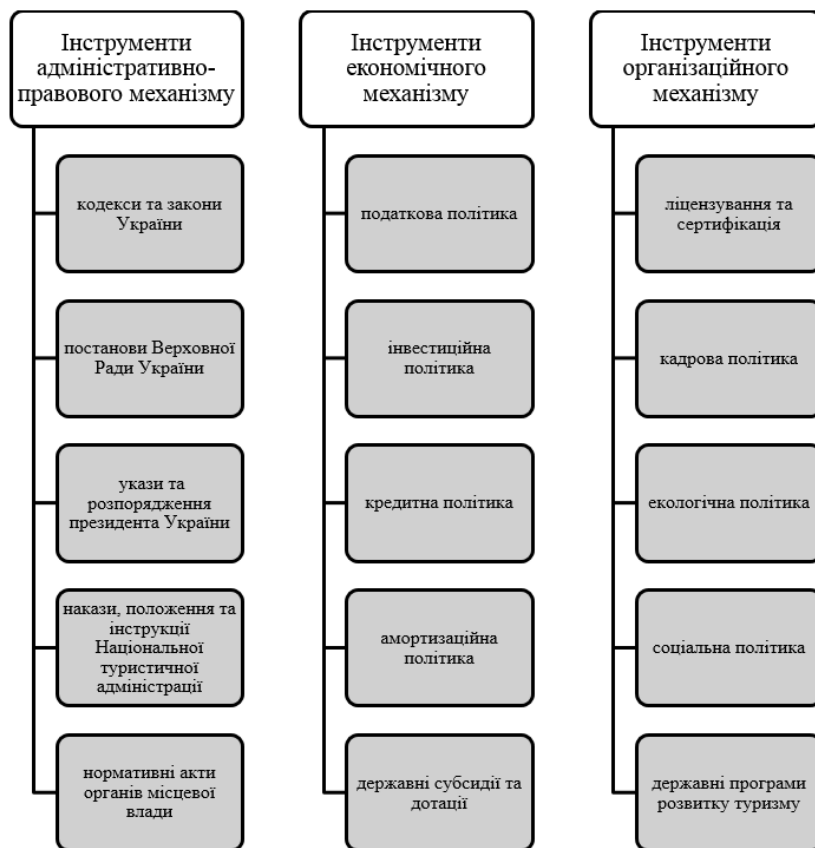 Інструменти
адміністративно-
правового механізму
кодекси та закони
України
постанови Верховної
Ради України
укази та
розпорядження
президента України
накази, положення та
інструкції
Національної
туристичної
адміністрації
нормативні акти
органів місцевої
влади
Інструменти
економічного
механізму
податкова політика
інвестиційна
політика
кредитна політика
амортизаційна
політика
державні субсидії та
дотації
Інструменти
організаційного
механізму
ліцензування та
сертифікація
кадрова політика
екологічна політика
соціальна політика
державні програми
розвитку туризму